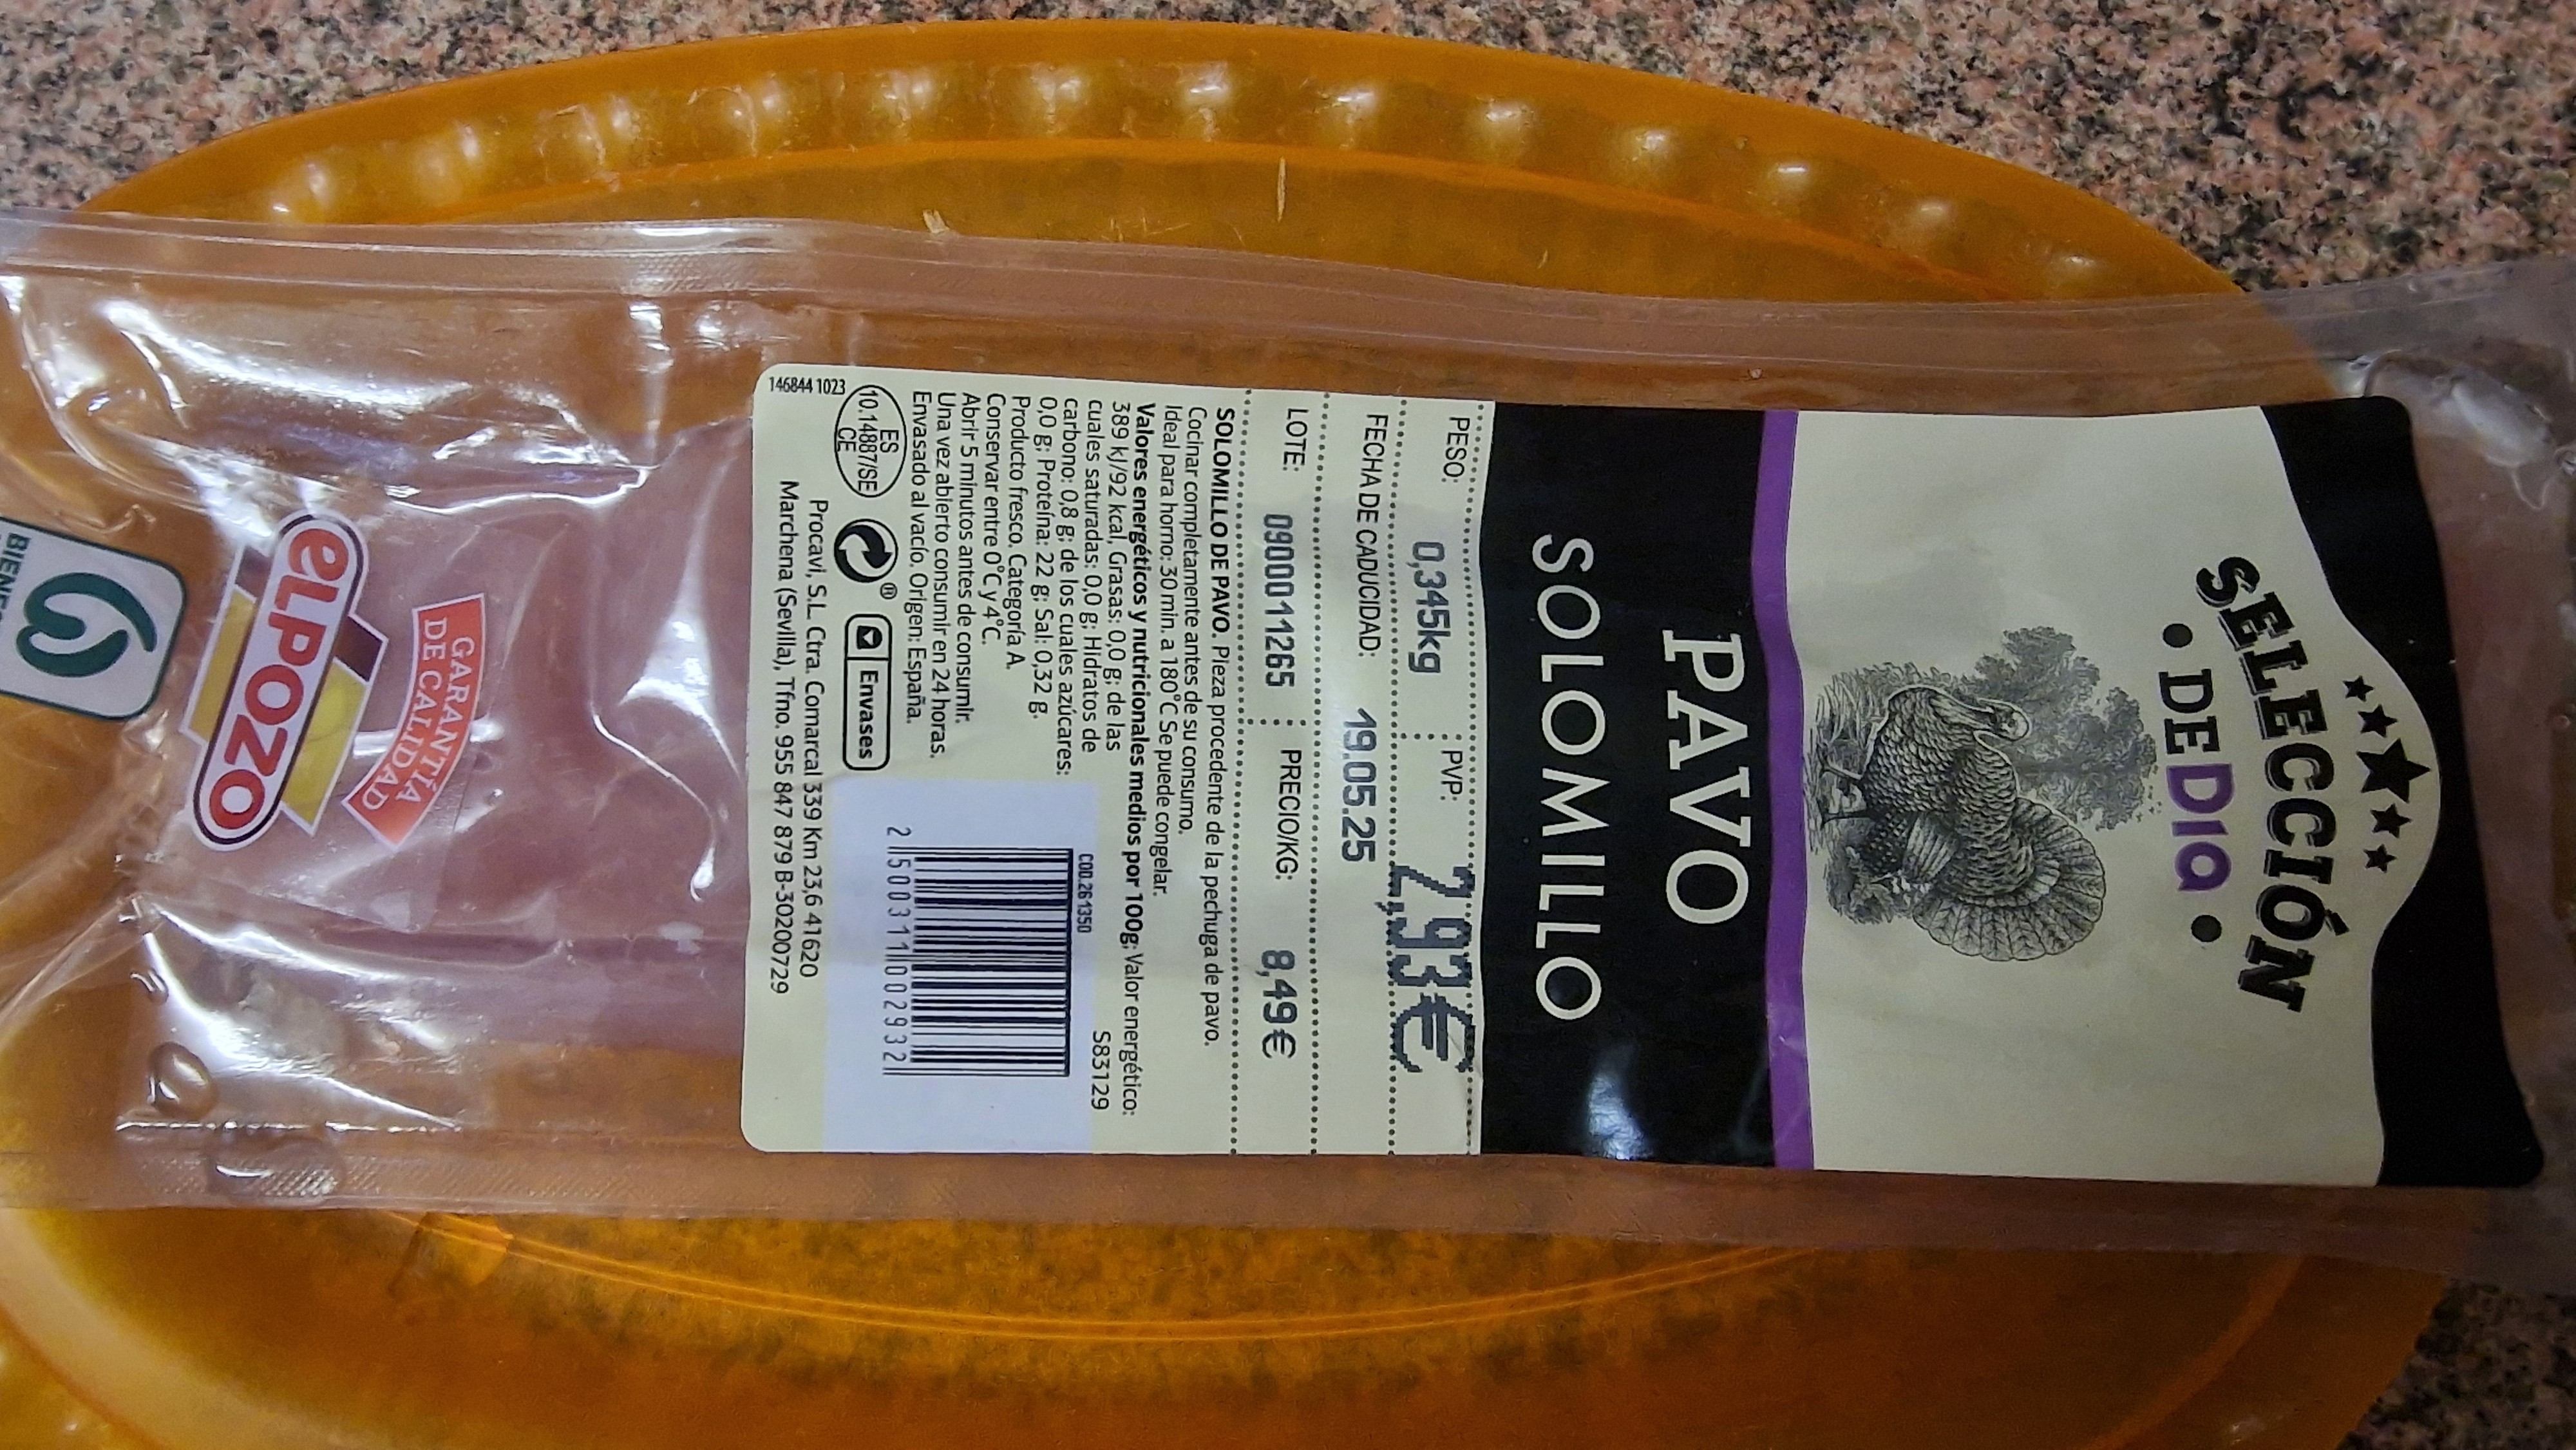 SELECCIÓN
• DE DIA •
PAVO
SOLOMILLO
PESO: 0,345kg
PVP: 2,93€
FECHA DE CADUCIDAD: 19.05.25
LOTE: 0900011265
PRECIO/KG: 8,49€
SOLOMILLO DE PAVO. Pieza procedente de la pechuga de pavo.
Cocinar completamente antes de su consumo.
Ideal para horno: 30 min. a 180°C Se puede congelar.
Valores energéticos y nutricionales medios por 100g: Valor energético:
389 kJ/92 kcal, Grasas: 0,0 g; de las
cuales saturadas: 0,0 g; Hidratos de
carbono: 0,8 g; de los cuales azúcares:
0,0 g; Proteína: 22 g; Sal: 0,32 g.
Producto fresco. Categoría A.
Conservar entre 0°C y 4°C.
Abrir 5 minutos antes de consumir.
Una vez abierto consumir en 24 horas.
Envasado al vacío. Origen: España.
S83129
COD.261350
2 500311 002932
ES
10.14887/SE
CE
® Envases
Procavi, S.L. Ctra. Comarcal 339 Km 23,6 41620
Marchena (Sevilla), Tfno. 955 847 879 B-30200729
146844 1023
GARANTÍA
DE CALIDAD
ELPOZO